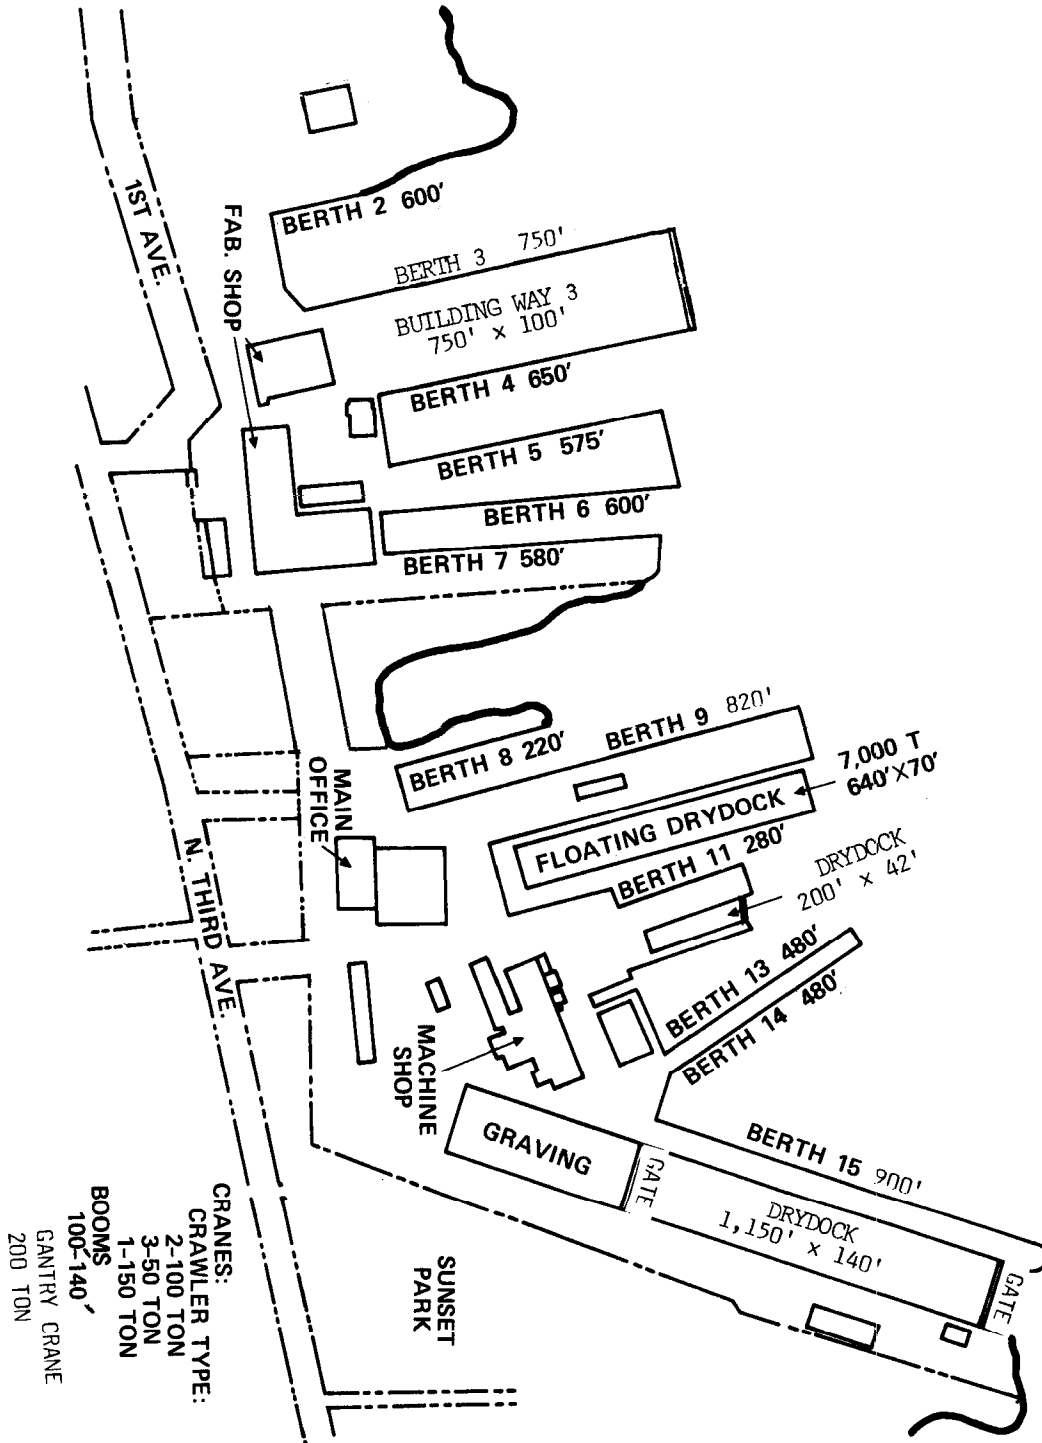 1ST AVE.
FAB. SHOP
BERTH 2 600'
BERTH 3 750'
BUILDING WAY 3
750' × 100'
BERTH 4 650'
BERTH 5 575'
BERTH 6 600'
BERTH 7 580'
BERTH 8 220'
BERTH 9 820'
7,000 T
640'X70'
FLOATING DRYDOCK
BERTH 11 280'
DRYDOCK
200' × 42'
MAIN
OFFICE
N. THIRD AVE.
BERTH 13 480'
BERTH 14 480'
MACHINE
SHOP
GRAVING
GATE
BERTH 15 900'
DRYDOCK
1,150' × 140'
GATE
SUNSET
PARK
CRANES:
CRAWLER TYPE:
2-100 TON
3-50 TON
1-150 TON
BOOMS
100-140'
GANTRY CRANE
200 TON